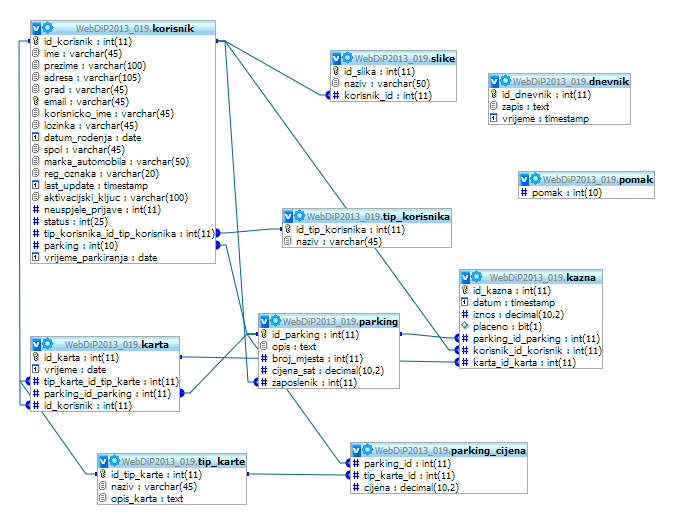 WebDiP2013_019.korisnik
id_korisnik : int(11)
ime : varchar(45)
prezime : varchar(100)
adresa : varchar(105)
grad : varchar(45)
email : varchar(45)
korisnicko_ime : varchar(45)
lozinka : varchar(45)
datum_rodenja : date
spol : varchar(45)
marka_automobila : varchar(50)
reg_oznaka : varchar(20)
last_update : timestamp
aktivacijski_kljuc : varchar(100)
neuspjele_prijave : int(11)
status : int(25)
tip_korisnika_id_tip_korisnika : int(11)
parking : int(10)
vrijeme_parkiranja : date
WebDiP2013_019.slike
id_slika : int(11)
naziv : varchar(50)
korisnik_id : int(11)
WebDiP2013_019.dnevnik
id_dnevnik : int(11)
zapis : text
vrijeme : timestamp
WebDiP2013_019.pomak
pomak : int(10)
WebDiP2013_019.tip_korisnika
id_tip_korisnika : int(11)
naziv : varchar(45)
WebDiP2013_019.kazna
id_kazna : int(11)
datum : timestamp
iznos : decimal(10,2)
placeno : bit(1)
parking_id_parking : int(11)
korisnik_id_korisnik : int(11)
karta_id_karta : int(11)
WebDiP2013_019.parking
id_parking : int(11)
opis : text
broj_mjesta : int(11)
cijena_sat : decimal(10,2)
zaposlenik : int(11)
WebDiP2013_019.karta
id_karta : int(11)
vrijeme : date
tip_karte_id_tip_karte : int(11)
parking_id_parking : int(11)
id_korisnik : int(11)
WebDiP2013_019.tip_karte
id_tip_karte : int(11)
naziv : varchar(45)
opis_karta : text
WebDiP2013_019.parking_cijena
parking_id : int(11)
tip_karte_id : int(11)
cijena : decimal(10,2)